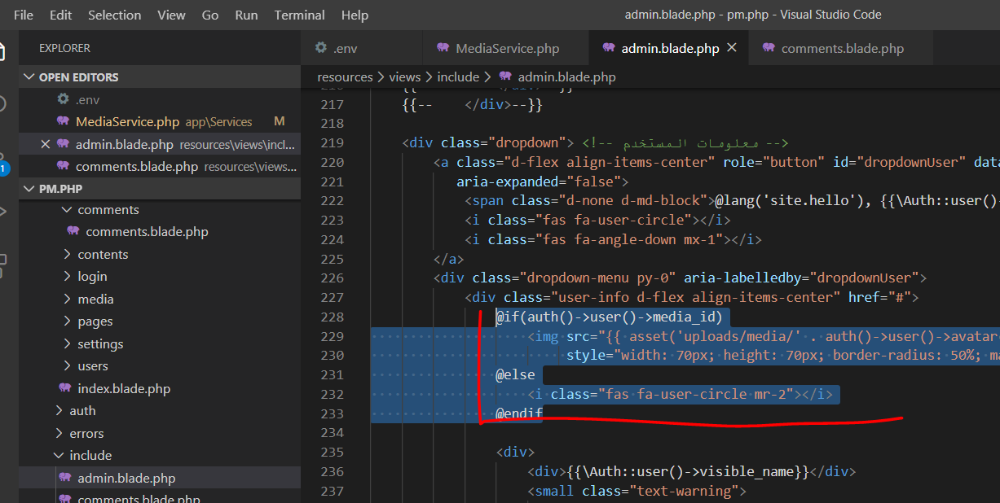 File Edit Selection View Go Run Terminal Help
admin.blade.php - pm.php - Visual Studio Code
EXPLORER
OPEN EDITORS
.env
MediaService.php app\Services M
admin.blade.php resources\views\incl...
comments.blade.php resources\views...
1
PM.PHP
comments
comments.blade.php
contents
login
media
pages
settings
users
index.blade.php
auth
errors
include
admin.blade.php
comments.blade.php
.env
MediaService.php
admin.blade.php
comments.blade.php
resources > views > include > admin.blade.php
217 {{-- </div>--}}
218
219 <div class="dropdown"> <!-- معلومات المستخدم -->
220 <a class="d-flex align-items-center" role="button" id="dropdownUser" data
221 aria-expanded="false">
222 <span class="d-none d-md-block">@lang('site.hello'), {{\Auth::user()-
223 <i class="fas fa-user-circle"></i>
224 <i class="fas fa-angle-down mx-1"></i>
225 </a>
226 <div class="dropdown-menu py-0" aria-labelledby="dropdownUser">
227 <div class="user-info d-flex align-items-center" href="#">
228 @if(auth()->user()->media_id)
229 <img src="{{ asset('uploads/media/' . auth()->user()->avatar
230 style="width: 70px; height: 70px; border-radius: 50%; ma
231 @else
232 <i class="fas fa-user-circle mr-2"></i>
233 @endif
234
235 <div>
236 <div>{{\Auth::user()->visible_name}}</div>
237 <small class="text-warning">